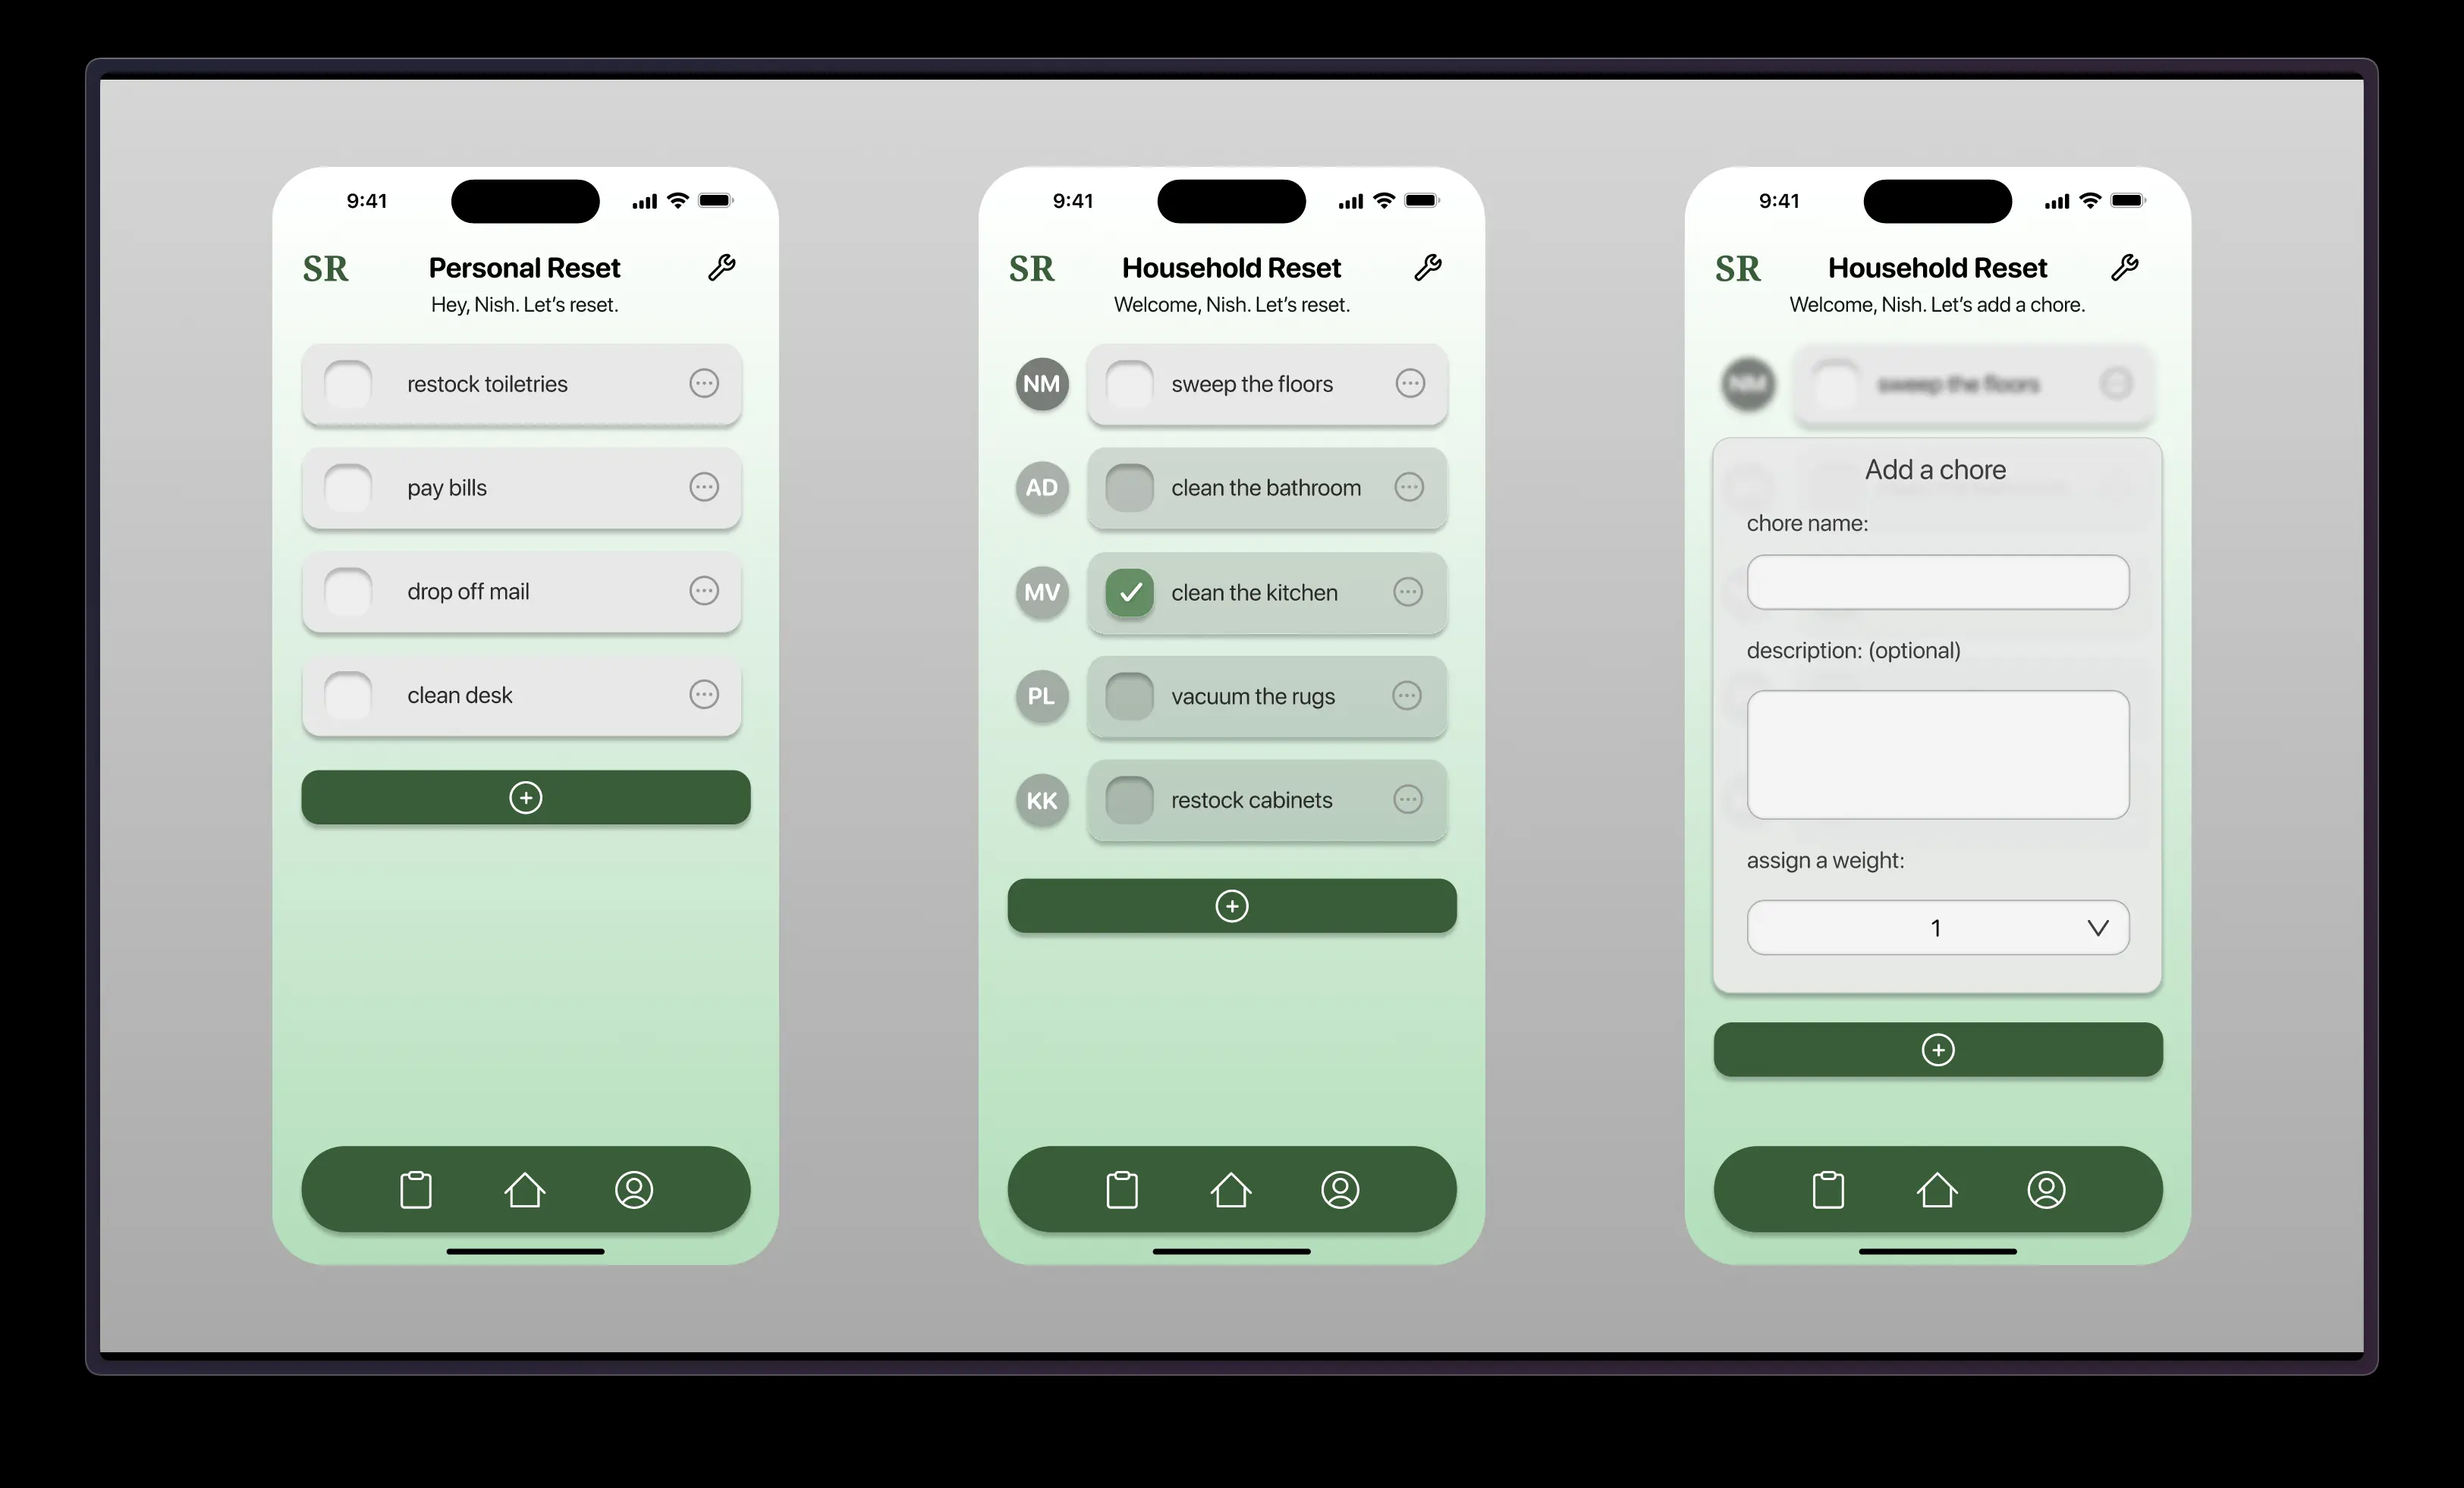 9:41
SR
Personal Reset
Hey, Nish. Let's reset.
restock toiletries
pay bills
drop off mail
clean desk
9:41
SR
Household Reset
Welcome, Nish. Let's reset.
NM
sweep the floors
AD
clean the bathroom
MV
clean the kitchen
PL
vacuum the rugs
KK
restock cabinets
9:41
SR
Household Reset
Welcome, Nish. Let's add a chore.
NM
sweep the floors
Add a chore
chore name:
description: (optional)
assign a weight:
1